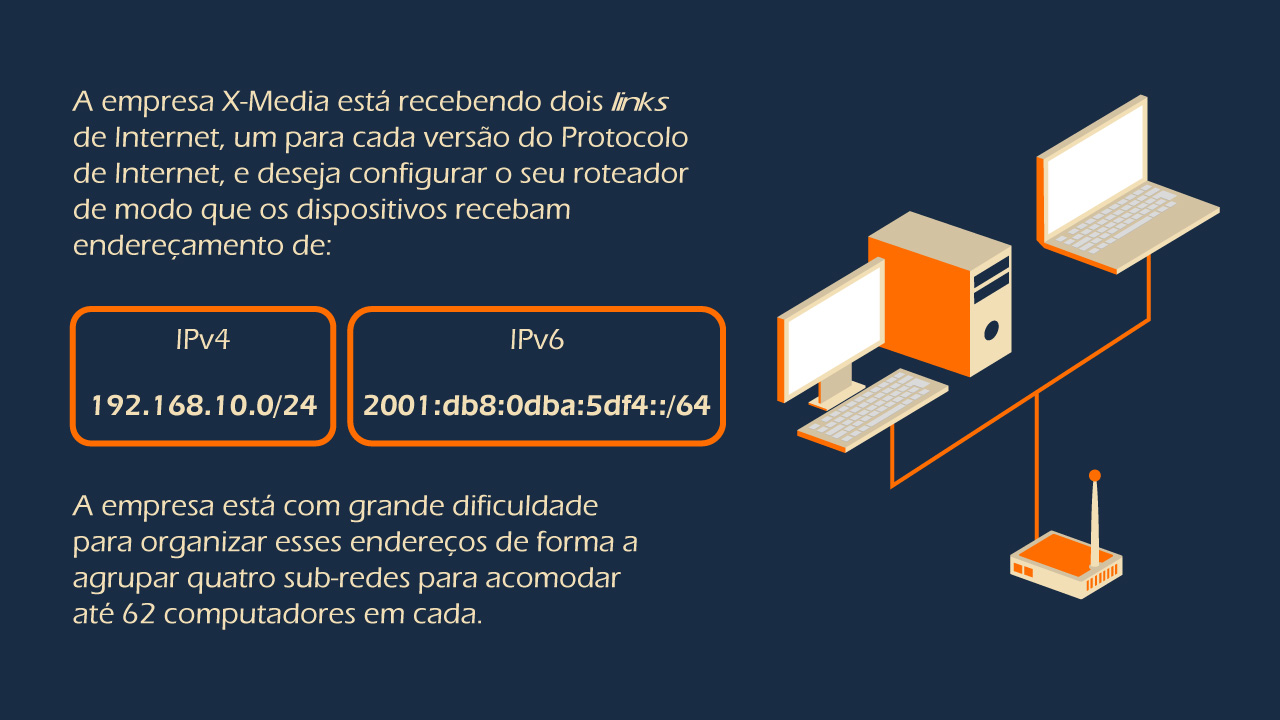 A empresa X-Media está recebendo dois links
de Internet, um para cada versão do Protocolo
de Internet, e deseja configurar o seu roteador
de modo que os dispositivos recebam
endereçamento de:
IPv4
192.168.10.0/24
IPv6
2001:db8:0dba:5df4::/64
A empresa está com grande dificuldade
para organizar esses endereços de forma a
agrupar quatro sub-redes para acomodar
até 62 computadores em cada.